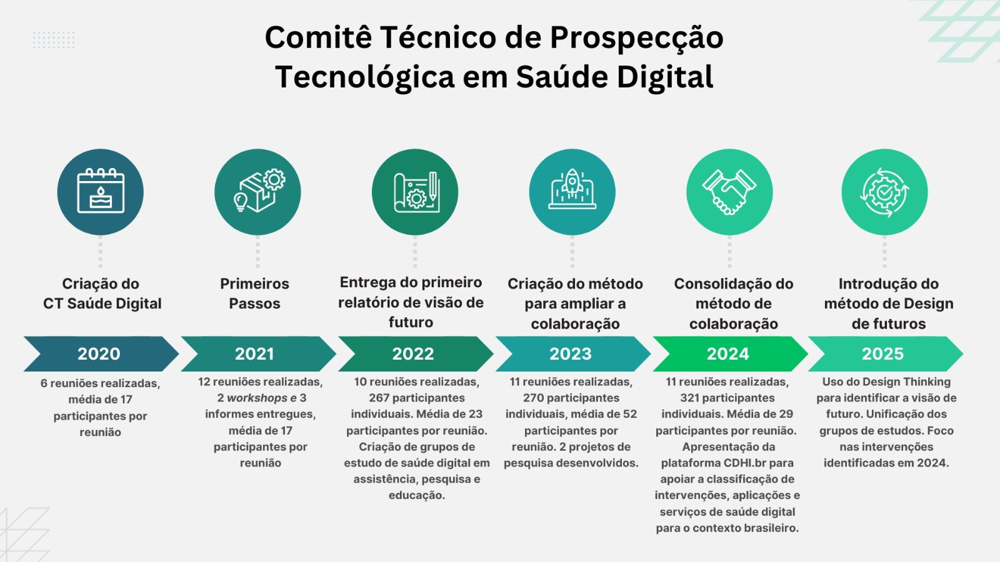 Comitê Técnico de Prospecção
Tecnológica em Saúde Digital
Criação do
CT Saúde Digital
2020
6 reuniões realizadas,
média de 17
participantes por
reunião
Primeiros
Passos
2021
12 reuniões realizadas,
2 workshops e 3
informes entregues,
média de 17
participantes por
reunião
Entrega do primeiro
relatório de visão de
futuro
2022
10 reuniões realizadas,
267 participantes
individuais. Média de 23
participantes por reunião.
Criação de grupos de
estudo de saúde digital em
assistência, pesquisa e
educação.
Criação do método
para ampliar a
colaboração
2023
11 reuniões realizadas,
270 participantes
individuais, média de 52
participantes por
reunião. 2 projetos de
pesquisa desenvolvidos.
Consolidação do
método de
colaboração
2024
11 reuniões realizadas,
321 participantes
individuais. Média de 29
participantes por reunião.
Apresentação da
plataforma CDHI.br para
apoiar a classificação de
intervenções, aplicações e
serviços de saúde digital
para o contexto brasileiro.
Introdução do
método de Design
de futuros
2025
Uso do Design Thinking
para identificar a visão de
futuro. Unificação dos
grupos de estudos. Foco
nas intervenções
identificadas em 2024.